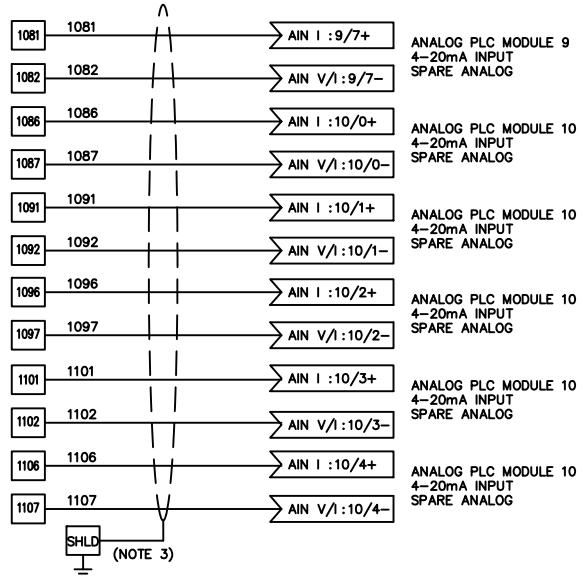 1081 1081 AIN I :9/7+
ANALOG PLC MODULE 9
4-20mA INPUT
1082 1082 AIN V/I:9/7-
SPARE ANALOG
1086 1086 AIN I :10/0+
ANALOG PLC MODULE 10
4-20mA INPUT
1087 1087 AIN V/I:10/0-
SPARE ANALOG
1091 1091 AIN I :10/1+
ANALOG PLC MODULE 10
4-20mA INPUT
1092 1092 AIN V/I:10/1-
SPARE ANALOG
1096 1096 AIN I :10/2+
ANALOG PLC MODULE 10
4-20mA INPUT
1097 1097 AIN V/I:10/2-
SPARE ANALOG
1101 1101 AIN I :10/3+
ANALOG PLC MODULE 10
4-20mA INPUT
1102 1102 AIN V/I:10/3-
SPARE ANALOG
1106 1106 AIN I :10/4+
ANALOG PLC MODULE 10
4-20mA INPUT
1107 1107 AIN V/I:10/4-
SPARE ANALOG
SHLD
(NOTE 3)